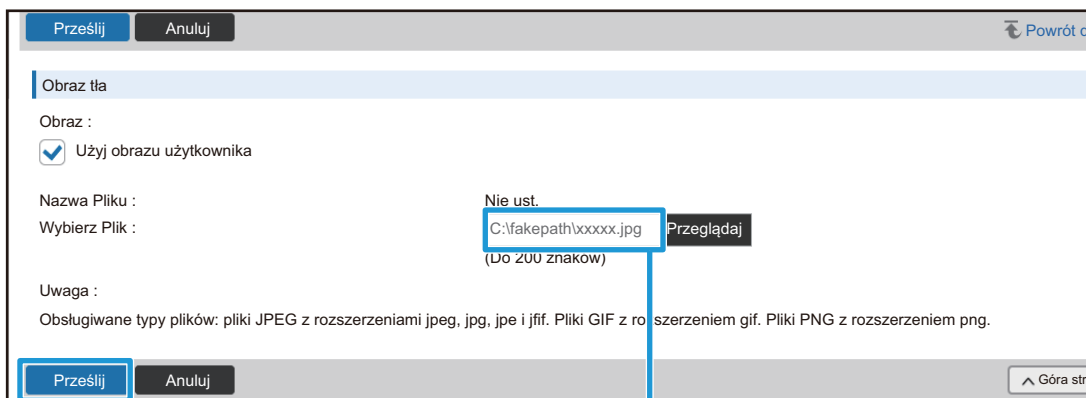 Prześlij Anuluj Powrót d
Obraz tła
Obraz :
Użyj obrazu użytkownika
Nazwa Pliku : Nie ust.
Wybierz Plik : C:\fakepath\xxxxx.jpg Przeglądaj
(Do 200 znaków)
Uwaga :
Obsługiwane typy plików: pliki JPEG z rozszerzeniami jpeg, jpg, jpe i jfif. Pliki GIF z rozszerzeniem gif. Pliki PNG z rozszerzeniem png.
Prześlij Anuluj Góra str